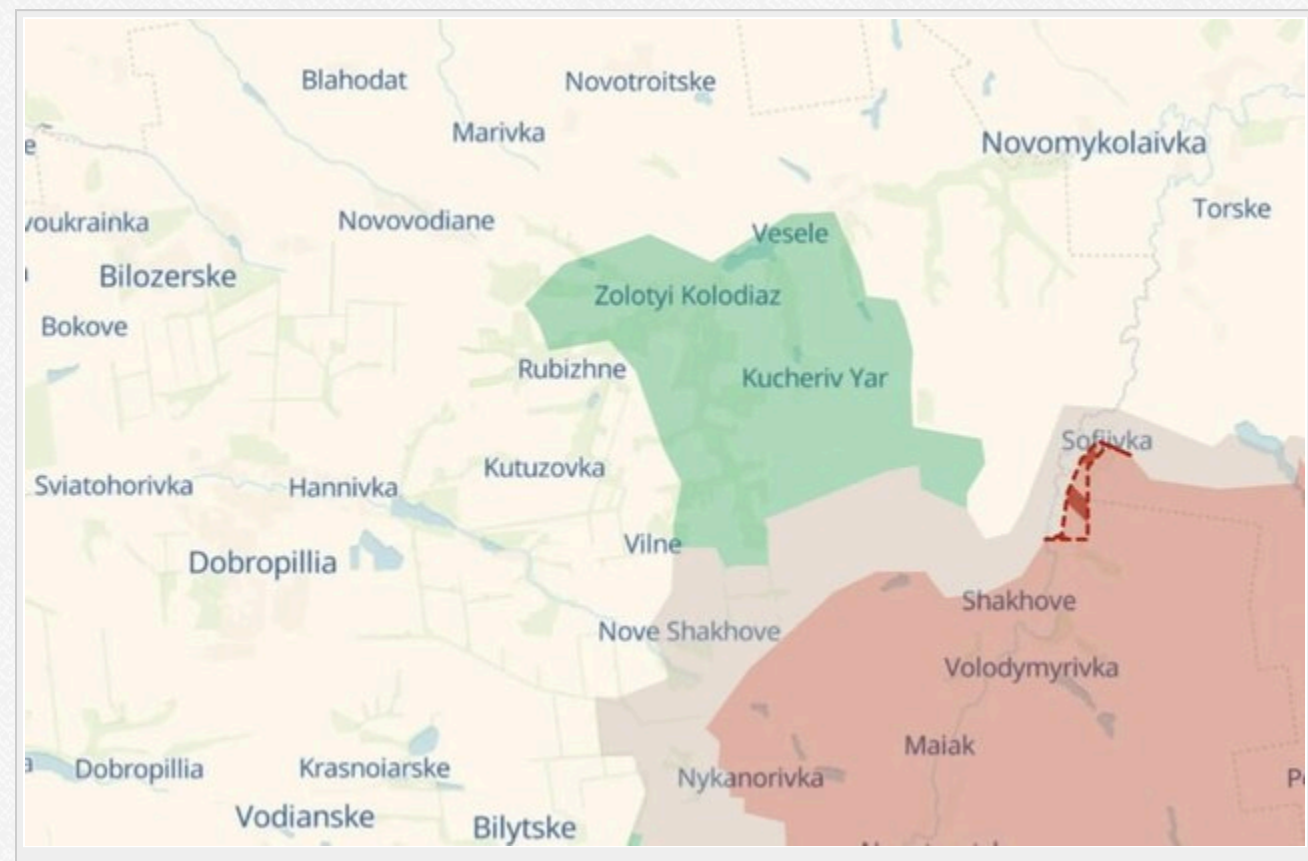 Blahodat
Novotroitske
Marivka
Novomykolaivka
Torske
voukrainka
Novovodiane
Vesele
Bilozerske
Zolotyi Kolodiaz
Bokove
Rubizhne
Kucheriv Yar
Sofiivka
Kutuzovka
Sviatohorivka
Hannivka
Vilne
Dobropillia
Shakhove
Nove Shakhove
Volodymyrivka
Maiak
Dobropillia
Krasnoiarske
Nykanorivka
Vodianske
Bilytske